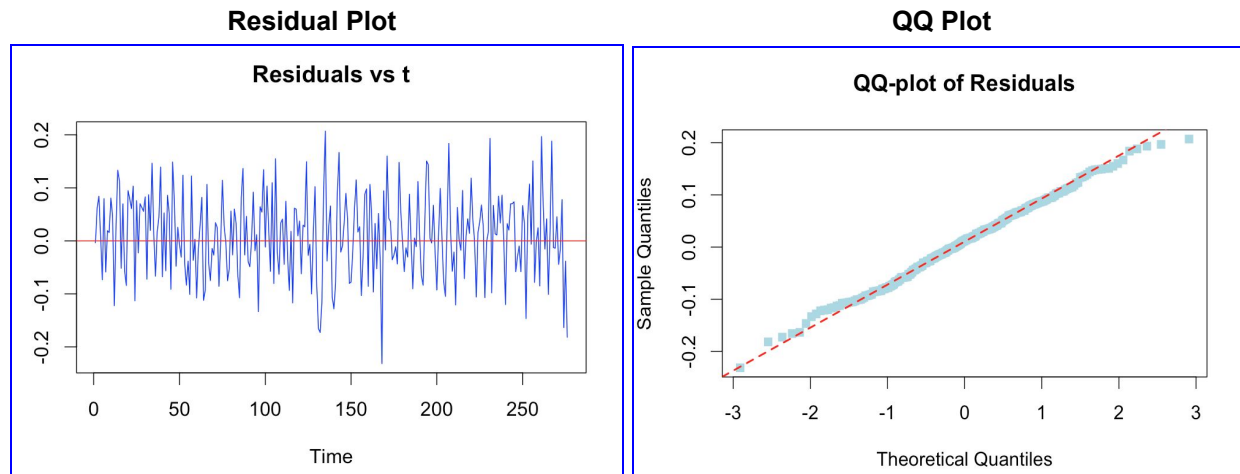 Residual Plot
QQ Plot
Residuals vs t
0.2
0.1
0.0
-0.1
-0.2
0 50 100 150 200 250
Time
QQ-plot of Residuals
Sample Quantiles
0.2
0.1
0.0
-0.1
-0.2
-3 -2 -1 0 1 2 3
Theoretical Quantiles